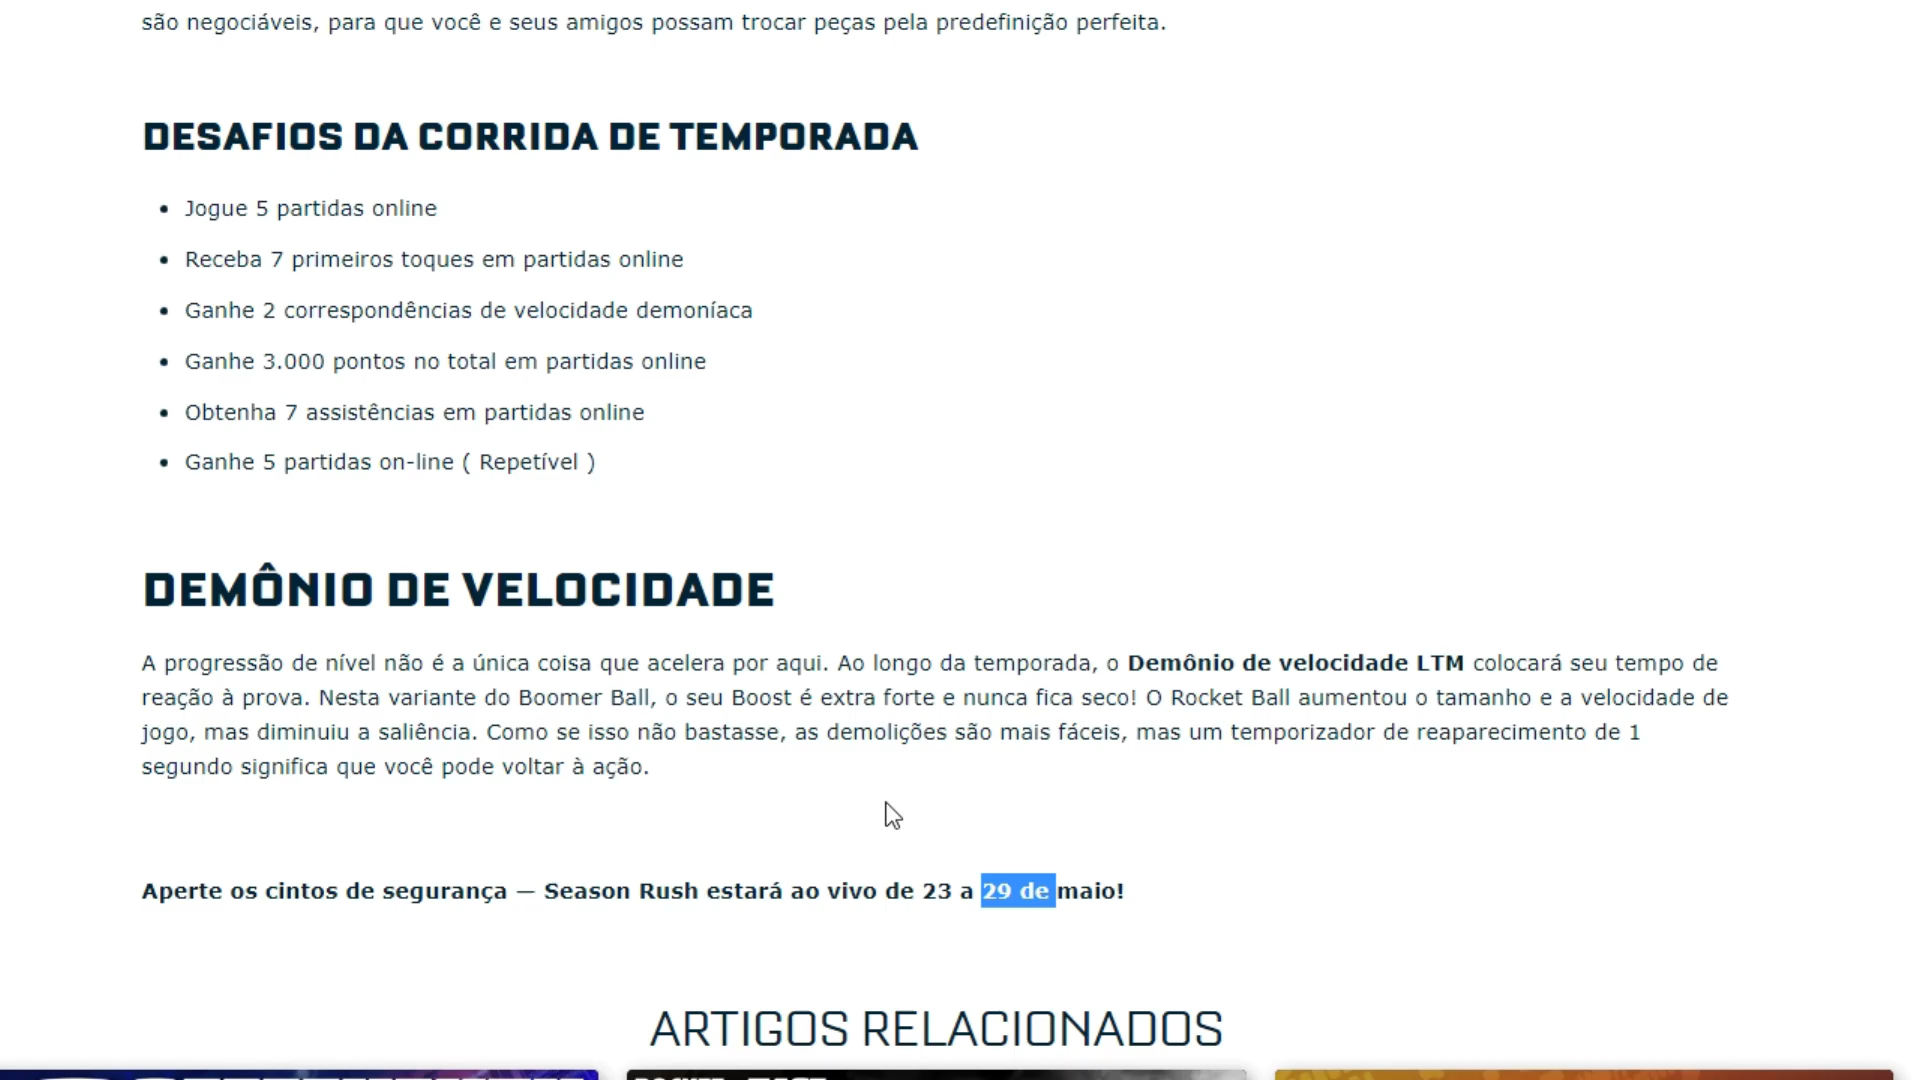 são negociáveis, para que você e seus amigos possam trocar peças pela predefinição perfeita.
DESAFIOS DA CORRIDA DE TEMPORADA
• Jogue 5 partidas online
• Receba 7 primeiros toques em partidas online
• Ganhe 2 correspondências de velocidade demoníaca
• Ganhe 3.000 pontos no total em partidas online
• Obtenha 7 assistências em partidas online
• Ganhe 5 partidas on-line ( Repetível )
DEMÔNIO DE VELOCIDADE
A progressão de nível não é a única coisa que acelera por aqui. Ao longo da temporada, o Demônio de velocidade LTM colocará seu tempo de
reação à prova. Nesta variante do Boomer Ball, o seu Boost é extra forte e nunca fica seco! O Rocket Ball aumentou o tamanho e a velocidade de
jogo, mas diminuiu a saliência. Como se isso não bastasse, as demolições são mais fáceis, mas um temporizador de reaparecimento de 1
segundo significa que você pode voltar à ação.
Aperte os cintos de segurança — Season Rush estará ao vivo de 23 a 29 de maio!
ARTIGOS RELACIONADOS